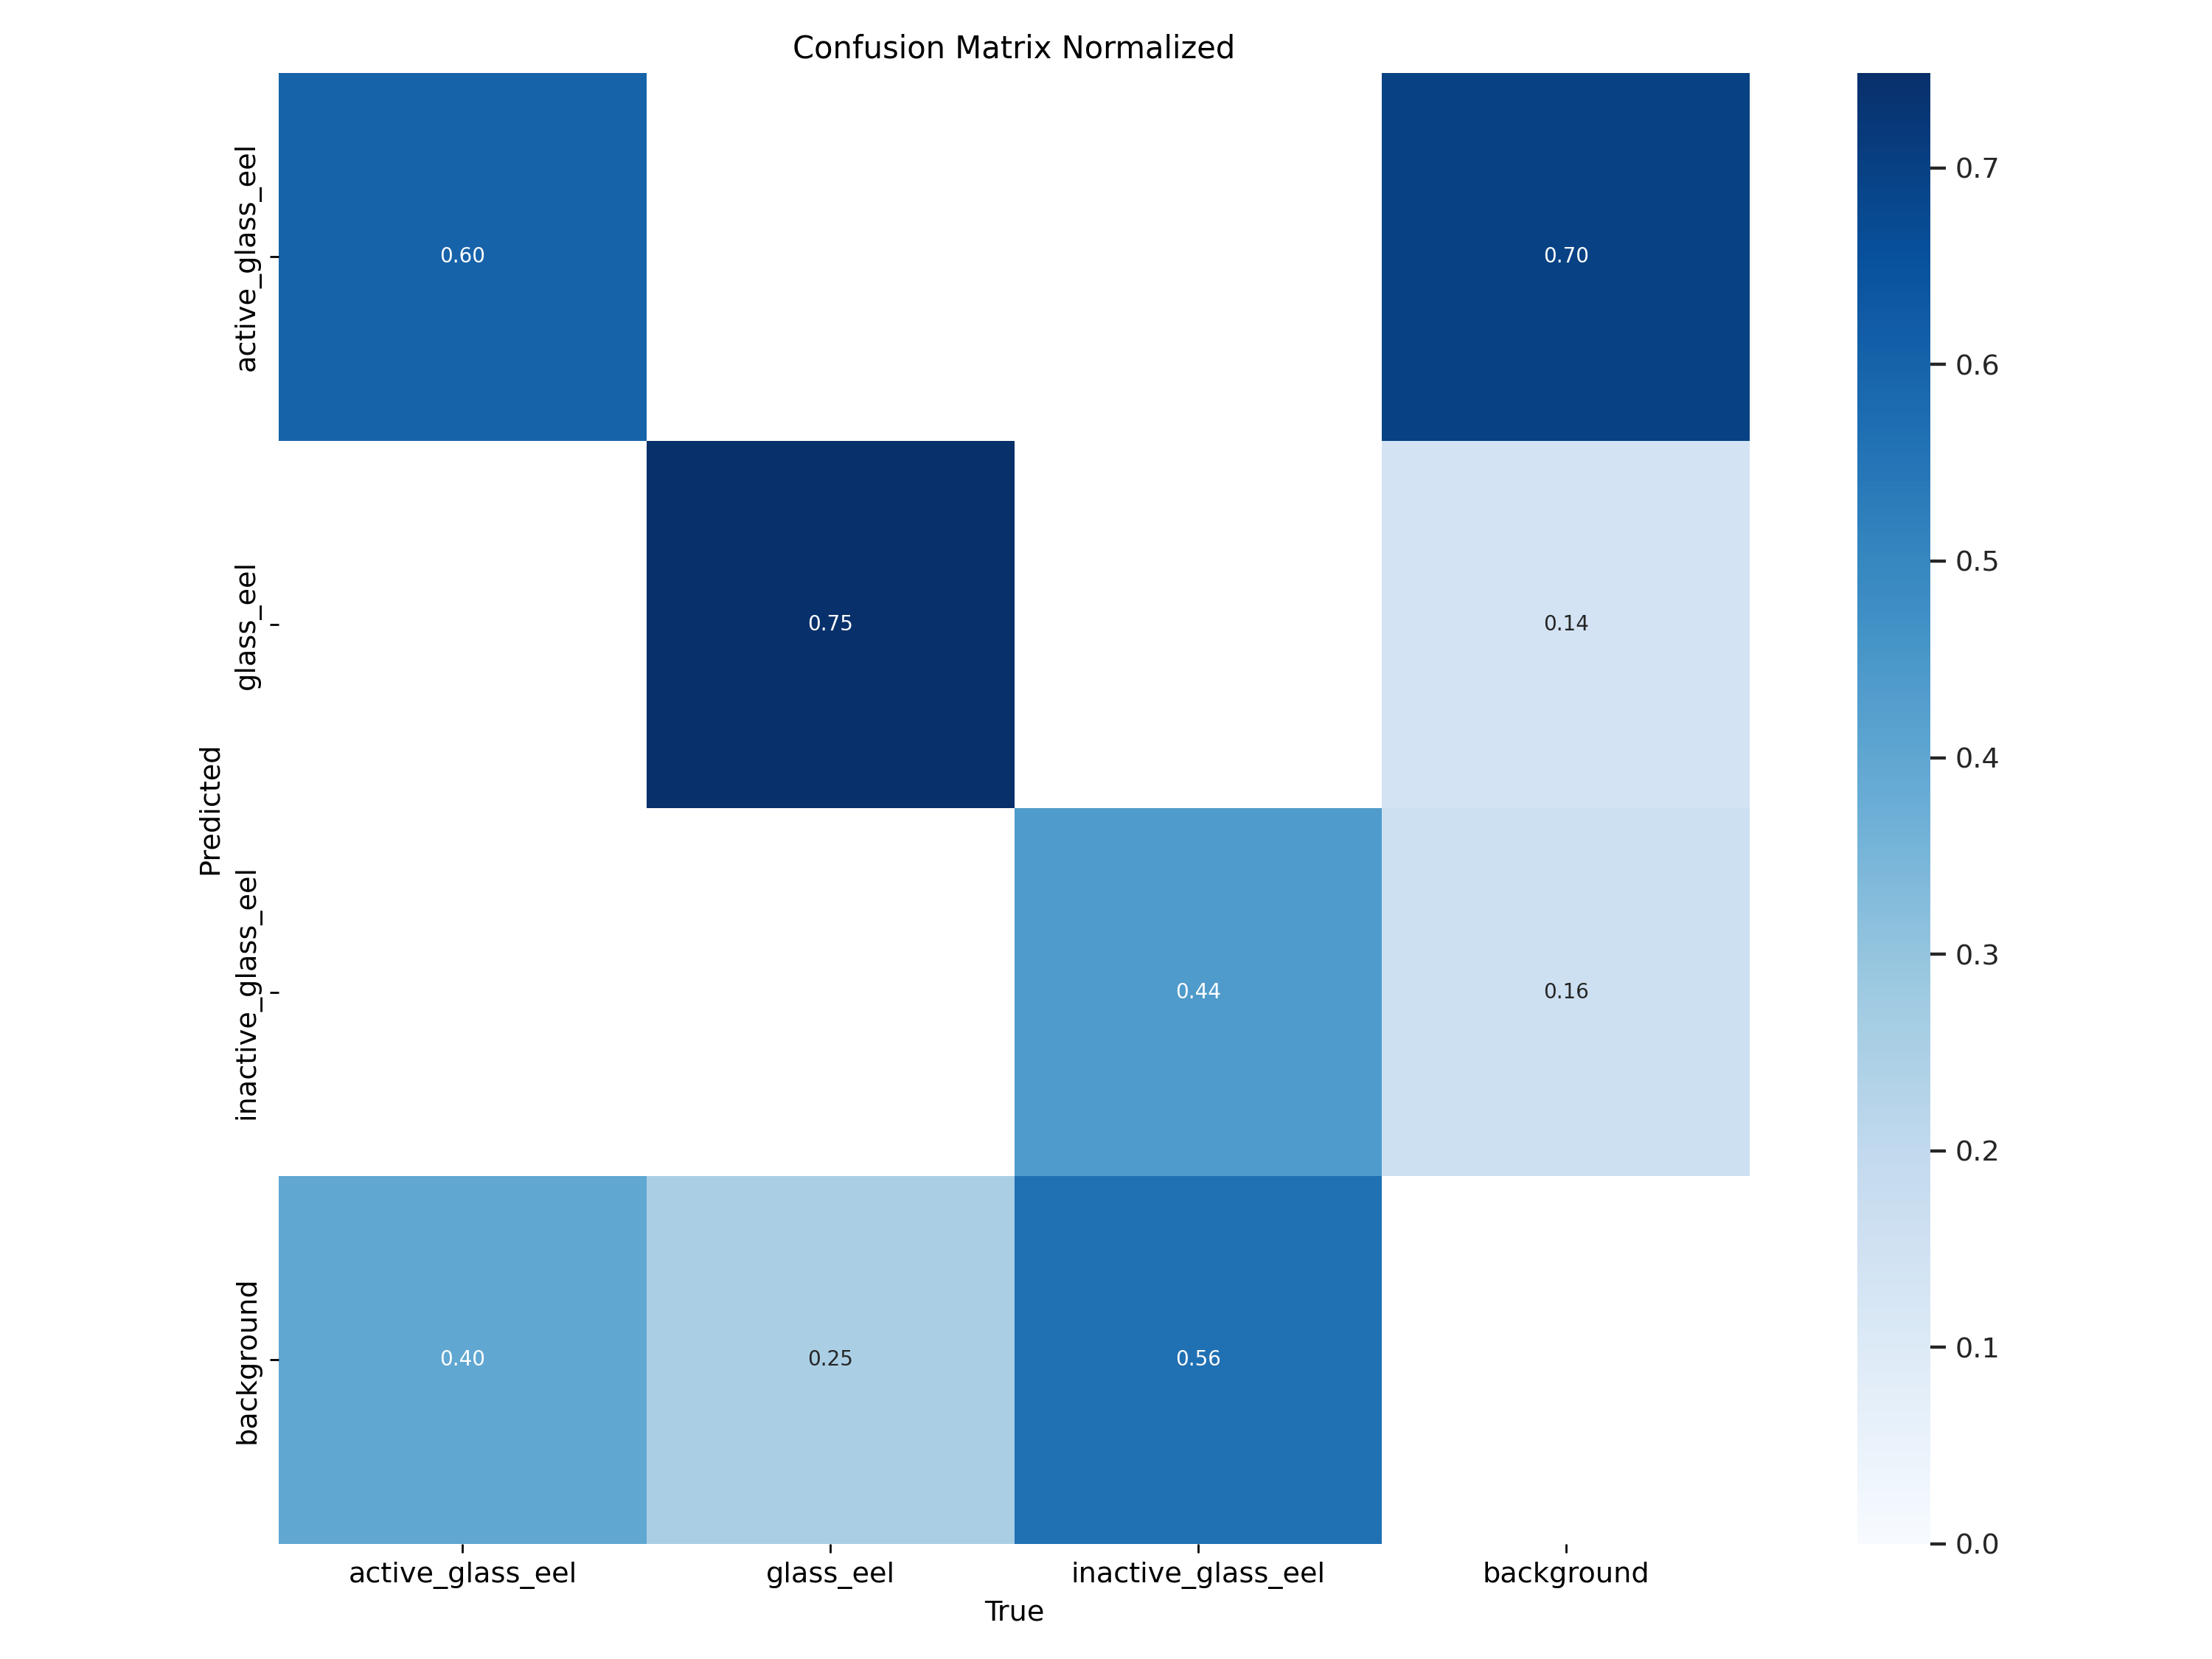 Confusion Matrix Normalized
active_glass_eel
0.60
0.70
glass_eel
0.75
0.14
inactive_glass_eel
0.44
0.16
background
0.40
0.25
0.56
Predicted
active_glass_eel
glass_eel
inactive_glass_eel
background
True
0.7
0.6
0.5
0.4
0.3
0.2
0.1
0.0